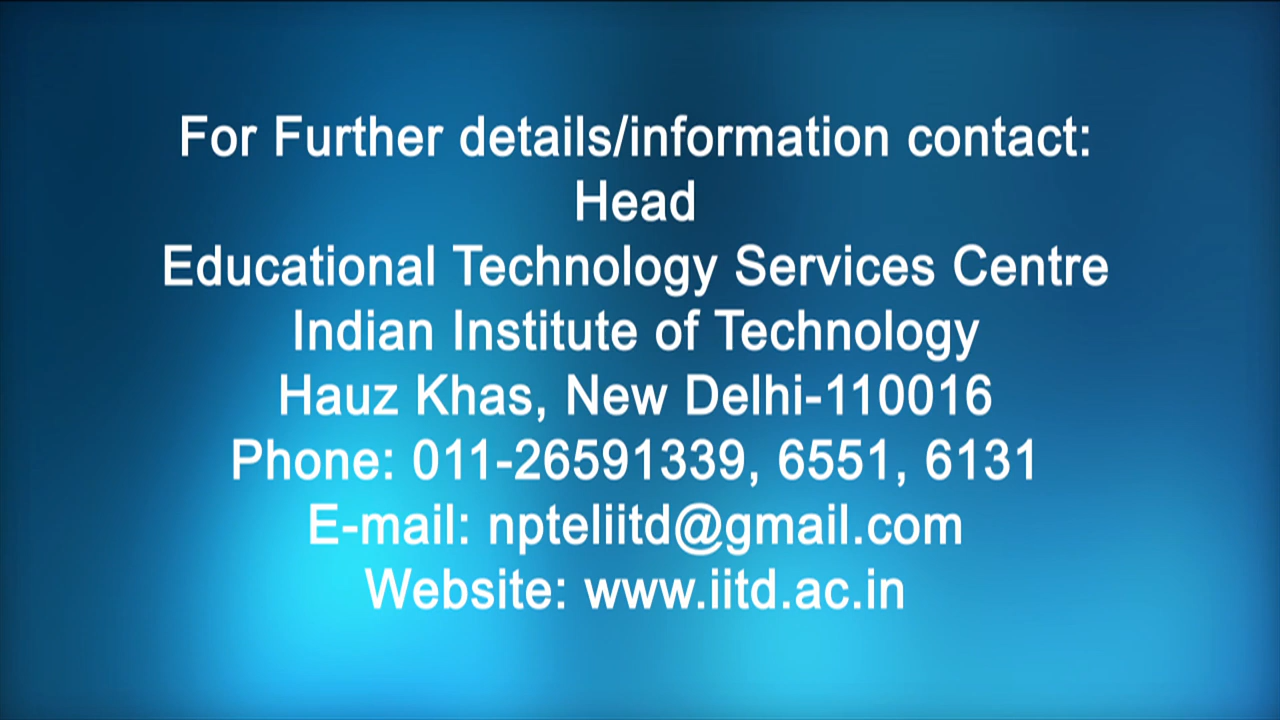 For Further details/information contact:
Head
Educational Technology Services Centre
Indian Institute of Technology
Hauz Khas, New Delhi-110016
Phone: 011-26591339, 6551, 6131
E-mail: npteliitd@gmail.com
Website: www.iitd.ac.in